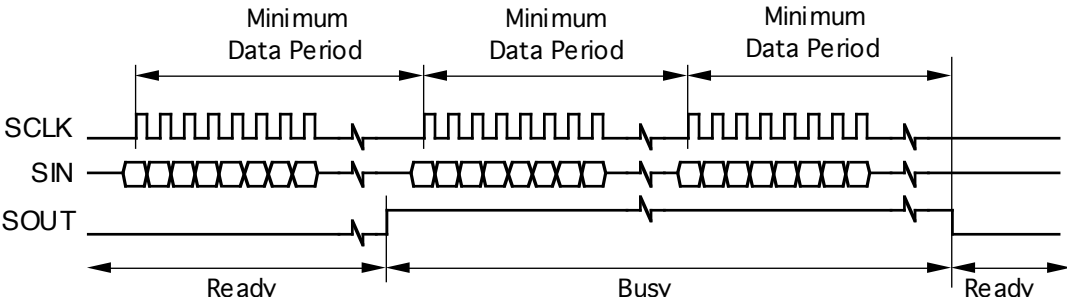 Minimum
Data Period
Minimum
Data Period
Minimum
Data Period
SCLK
SIN
SOUT
Ready
Busy
Ready